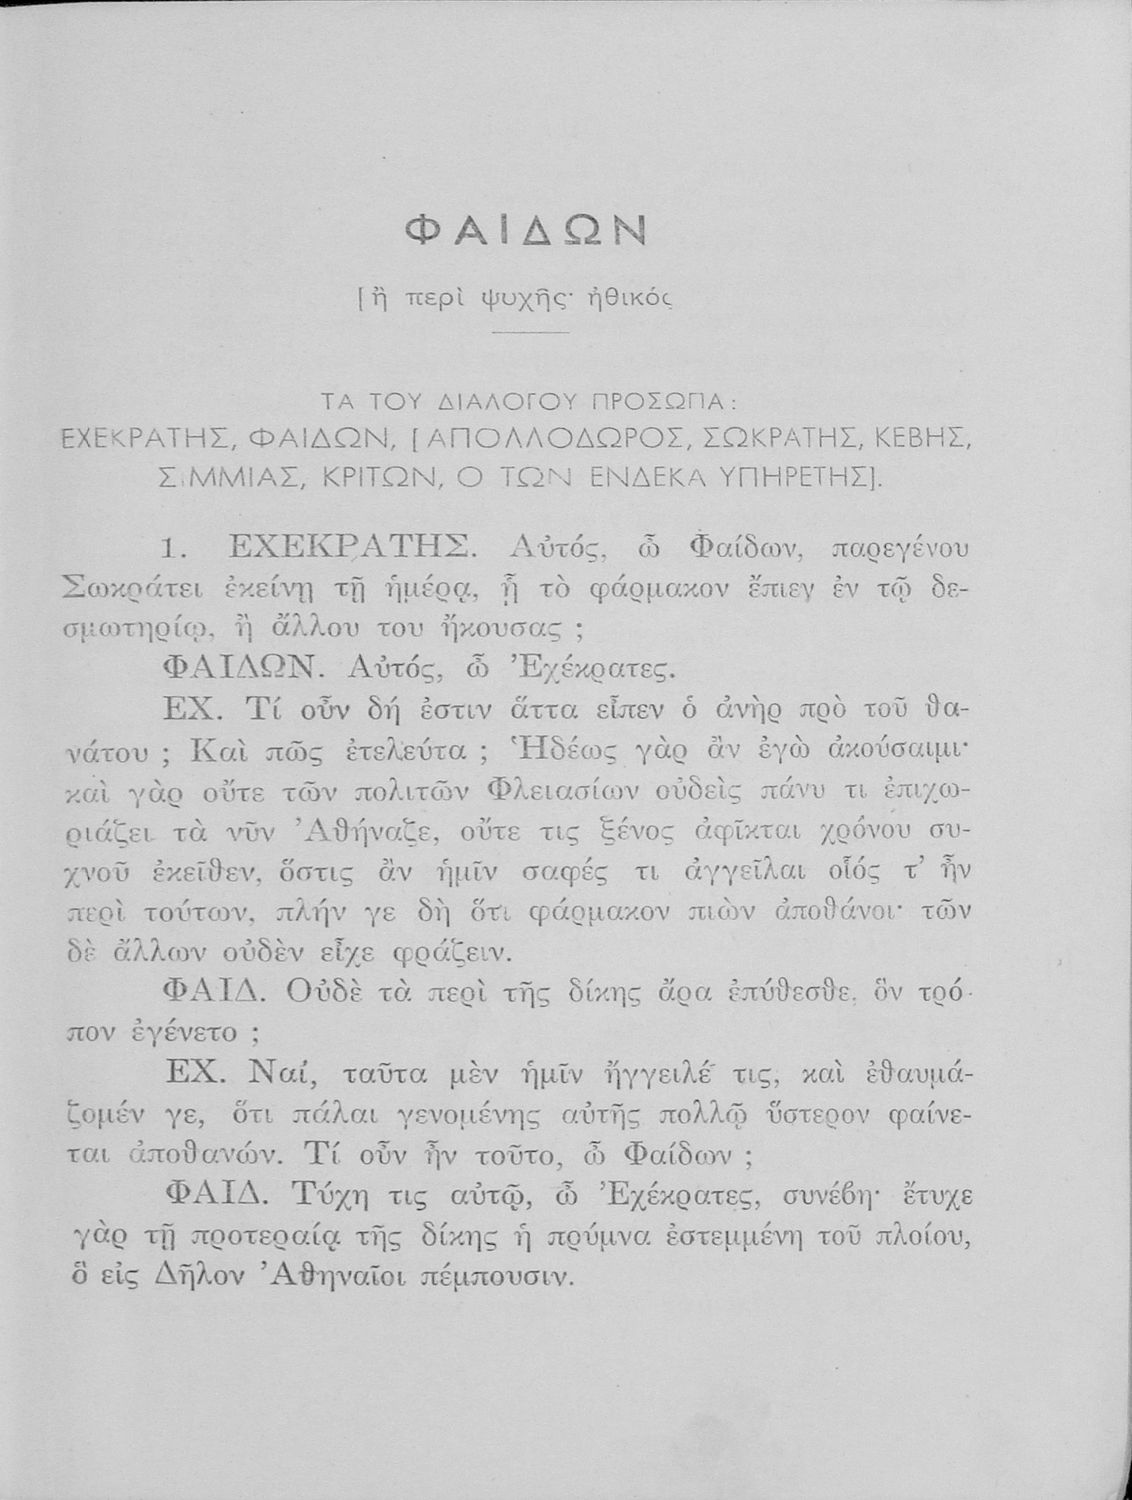 ΦΑΙΔΩΝ
[ἢ περὶ ψυχῆς· ἠθικός
ΤΑ ΤΟΥ ΔΙΑΛΟΓΟΥ ΠΡΟΣΩΠΑ:
ΕΧΕΚΡΑΤΗΣ, ΦΑΙΔΩΝ, [ΑΠΟΛΛΟΔΩΡΟΣ, ΣΩΚΡΑΤΗΣ, ΚΕΒΗΣ,
ΣΙΜΜΙΑΣ, ΚΡΙΤΩΝ, Ο ΤΩΝ ΕΝΔΕΚΑ ΥΠΗΡΕΤΗΣ].
1. ΕΧΕΚΡΑΤΗΣ. Αὐτός, ὦ Φαίδων, παρεγένου
Σωκράτει ἐκείνῃ τῇ ἡμέρᾳ, ᾗ τὸ φάρμακον ἔπιεν ἐν τῷ δε-
σμωτηρίῳ, ἢ ἄλλου του ἤκουσας ;
ΦΑΙΔΩΝ. Αὐτός, ὦ Ἐχέκρατες.
ΕΧ. Τί οὖν δή ἐστιν ἅττα εἶπεν ὁ ἀνὴρ πρὸ τοῦ θα-
νάτου ; Καὶ πῶς ἐτελεύτα ; Ἡδέως γὰρ ἂν ἐγὼ ἀκούσαιμι·
καὶ γὰρ οὔτε τῶν πολιτῶν Φλειασίων οὐδεὶς πάνυ τι ἐπιχω-
ριάζει τὰ νῦν Ἀθήναζε, οὔτε τις ξένος ἀφῖκται χρόνου συ-
χνοῦ ἐκεῖθεν, ὅστις ἂν ἡμῖν σαφές τι ἀγγεῖλαι οἷός τ' ἦν
περὶ τούτων, πλήν γε δὴ ὅτι φάρμακον πιὼν ἀποθάνοι· τῶν
δὲ ἄλλων οὐδὲν εἶχε φράζειν.
ΦΑΙΔ. Οὐδὲ τὰ περὶ τῆς δίκης ἄρα ἐπύθεσθε, ὃν τρό-
πον ἐγένετο ;
ΕΧ. Ναί, ταῦτα μὲν ἡμῖν ἤγγειλέ τις, καὶ ἐθαυμά-
ζομέν γε, ὅτι πάλαι γενομένης αὐτῆς πολλῷ ὕστερον φαίνε-
ται ἀποθανών. Τί οὖν ἦν τοῦτο, ὦ Φαίδων ;
ΦΑΙΔ. Τύχη τις αὐτῷ, ὦ Ἐχέκρατες, συνέβη· ἔτυχε
γὰρ τῇ προτεραίᾳ τῆς δίκης ἡ πρύμνα ἐστεμμένη τοῦ πλοίου,
ὃ εἰς Δῆλον Ἀθηναῖοι πέμπουσιν.